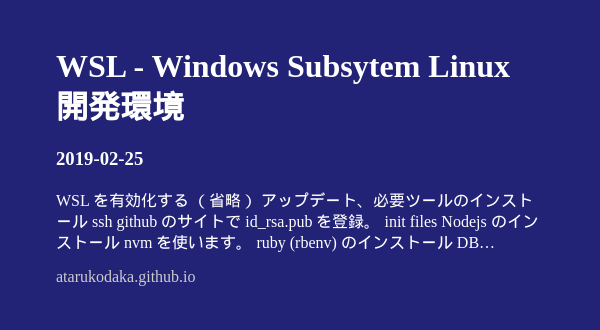 WSL - Windows Subsytem Linux
開発環境
2019-02-25
WSL を有効化する （ 省略 ） アップデート、必要ツールのインスト
ール ssh github のサイトで id_rsa.pub を登録。 init files Nodejs のイン
ストール nvm を使います。 ruby (rbenv) のインストール DB…
atarukodaka.github.io